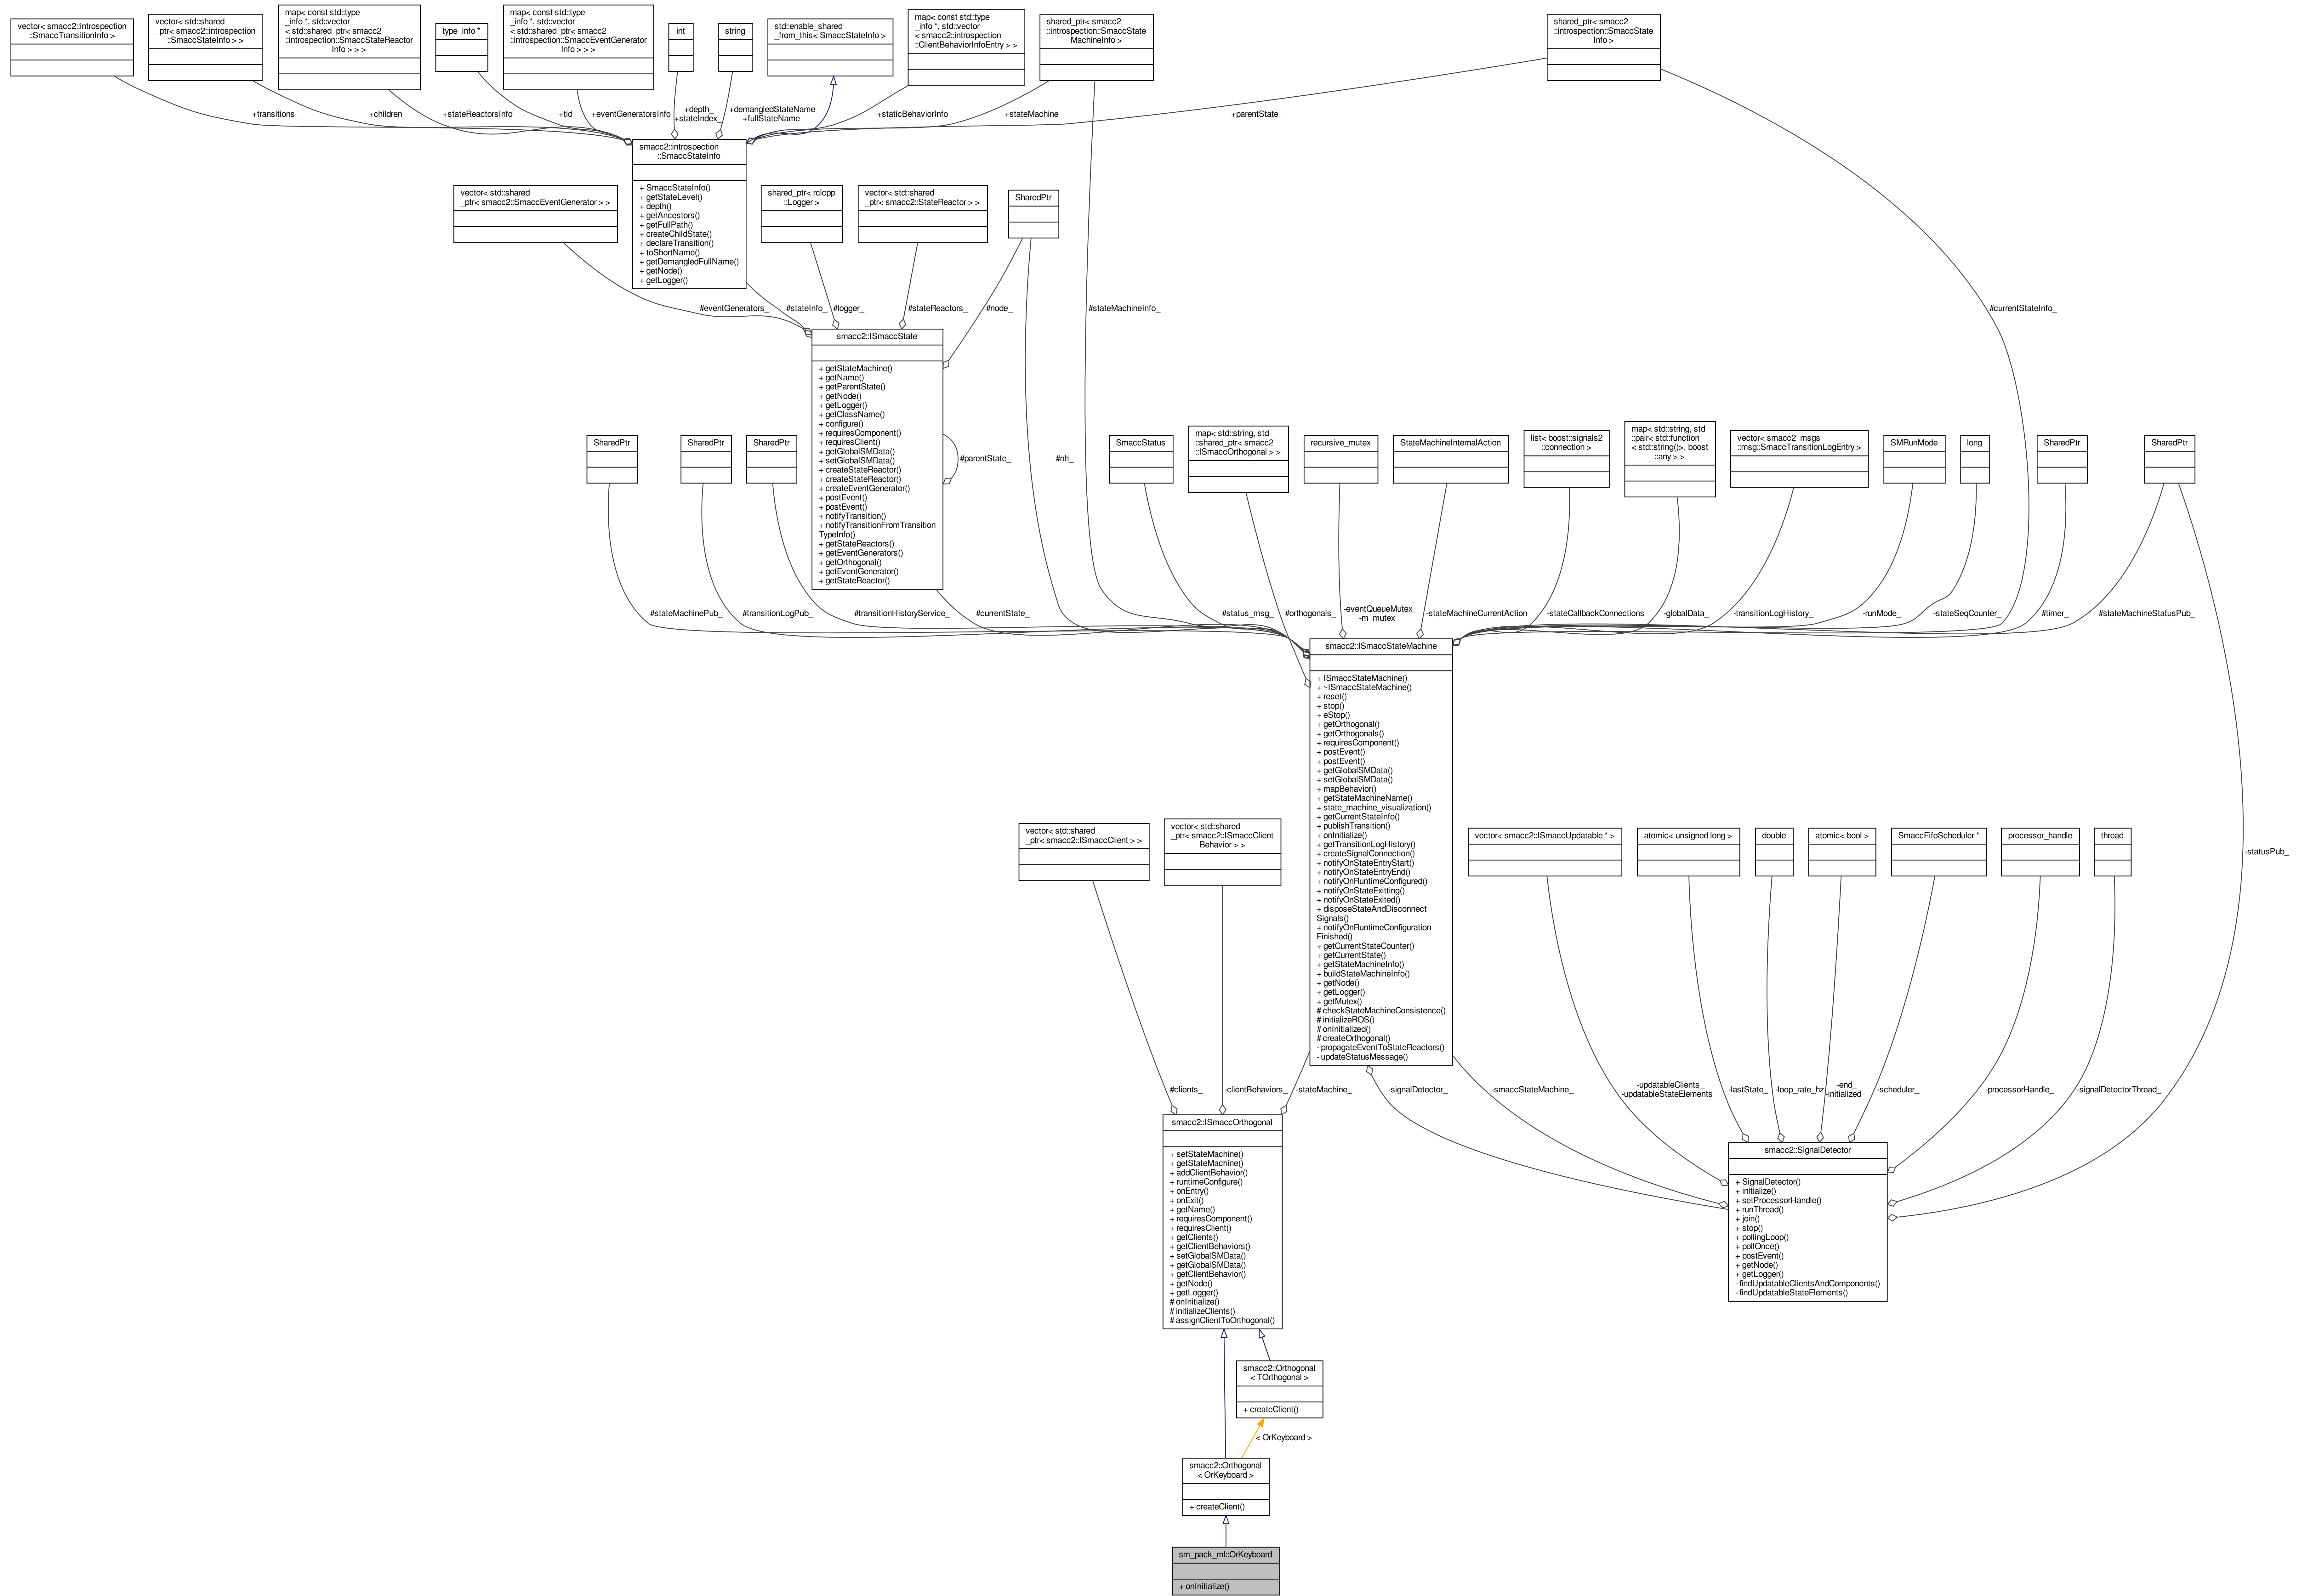 vector< smacc2::introspection
::SmaccTransitionInfo >
vector< std::shared
_ptr< smacc2::introspection
::SmaccStateInfo > >
map< const std::type
_info *, std::vector
< std::shared_ptr< smacc2
::introspection::SmaccStateReactor
Info > > >
type_info *
map< const std::type
_info *, std::vector
< std::shared_ptr< smacc2
::introspection::SmaccEventGenerator
Info > > >
int
string
std::enable_shared
_from_this< SmaccStateInfo >
map< const std::type
_info *, std::vector
< smacc2::introspection
::ClientBehaviorInfoEntry > >
shared_ptr< smacc2
::introspection::SmaccState
MachineInfo >
shared_ptr< smacc2
::introspection::SmaccState
Info >
+transitions_
+children_
+stateReactorsInfo
+tid_
+eventGeneratorsInfo
+depth_
+stateIndex_
+demangledStateName
+fullStateName
+staticBehaviorInfo
+stateMachine_
+parentState_
smacc2::introspection
::SmaccStateInfo
+ SmaccStateInfo()
+ getStateLevel()
+ depth()
+ getAncestors()
+ getFullPath()
+ createChildState()
+ declareTransition()
+ toShortName()
+ getDemangledFullName()
+ getNode()
+ getLogger()
vector< std::shared
_ptr< smacc2::SmaccEventGenerator > >
shared_ptr< rclcpp
::Logger >
vector< std::shared
_ptr< smacc2::StateReactor > >
SharedPtr
#eventGenerators_
#stateInfo_
#logger_
#stateReactors_
#node_
#stateMachineInfo_
#currentStateInfo_
smacc2::ISmaccState
+ getStateMachine()
+ getName()
+ getParentState()
+ getNode()
+ getLogger()
+ getClassName()
+ configure()
+ requiresComponent()
+ requiresClient()
+ getGlobalSMData()
+ setGlobalSMData()
+ createStateReactor()
+ createStateReactor()
+ createEventGenerator()
+ postEvent()
+ postEvent()
+ notifyTransition()
+ notifyTransitionFromTransition
TypeInfo()
+ getStateReactors()
+ getEventGenerators()
+ getOrthogonal()
+ getEventGenerator()
+ getStateReactor()
#parentState_
#nh_
SharedPtr
SharedPtr
SharedPtr
SmaccStatus
map< std::string, std
::shared_ptr< smacc2
::ISmaccOrthogonal > >
recursive_mutex
StateMachineInternalAction
list< boost::signals2
::connection >
map< std::string, std
::pair< std::function
< std::string()>, boost
::any > >
vector< smacc2_msgs
::msg::SmaccTransitionLogEntry >
SMRunMode
long
SharedPtr
SharedPtr
#stateMachinePub_
#transitionLogPub_
#transitionHistoryService_
#currentState_
#status_msg_
#orthogonals_
-eventQueueMutex_
-m_mutex_
-stateMachineCurrentAction
-stateCallbackConnections
-globalData_
-transitionLogHistory_
-runMode_
-stateSeqCounter_
#timer_
#stateMachineStatusPub_
smacc2::ISmaccStateMachine
+ ISmaccStateMachine()
+ ~ISmaccStateMachine()
+ reset()
+ stop()
+ eStop()
+ getOrthogonal()
+ getOrthogonals()
+ requiresComponent()
+ postEvent()
+ postEvent()
+ getGlobalSMData()
+ setGlobalSMData()
+ mapBehavior()
+ getStateMachineName()
+ state_machine_visualization()
+ getCurrentStateInfo()
+ publishTransition()
+ onInitialize()
+ getTransitionLogHistory()
+ createSignalConnection()
+ notifyOnStateEntryStart()
+ notifyOnStateEntryEnd()
+ notifyOnRuntimeConfigured()
+ notifyOnStateExitting()
+ notifyOnStateExited()
+ disposeStateAndDisconnect
Signals()
+ notifyOnRuntimeConfiguration
Finished()
+ getCurrentStateCounter()
+ getCurrentState()
+ getStateMachineInfo()
+ buildStateMachineInfo()
+ getNode()
+ getLogger()
+ getMutex()
# checkStateMachineConsistence()
# initializeROS()
# onInitialized()
# createOrthogonal()
- propagateEventToStateReactors()
- updateStatusMessage()
vector< std::shared
_ptr< smacc2::ISmaccClient > >
vector< std::shared
_ptr< smacc2::ISmaccClient
Behavior > >
vector< smacc2::ISmaccUpdatable * >
atomic< unsigned long >
double
atomic< bool >
SmaccFifoScheduler *
processor_handle
thread
-statusPub_
#clients_
-clientBehaviors_
-stateMachine_
-signalDetector_
-smaccStateMachine_
-updatableClients_
-updatableStateElements_
-lastState_
-loop_rate_hz
-end_
-initialized_
-scheduler_
-processorHandle_
-signalDetectorThread_
smacc2::ISmaccOrthogonal
+ setStateMachine()
+ getStateMachine()
+ addClientBehavior()
+ runtimeConfigure()
+ onEntry()
+ onExit()
+ getName()
+ requiresComponent()
+ requiresClient()
+ getClients()
+ getClientBehaviors()
+ setGlobalSMData()
+ getGlobalSMData()
+ getClientBehavior()
+ getNode()
+ getLogger()
# onInitialize()
# initializeClients()
# assignClientToOrthogonal()
smacc2::SignalDetector
+ SignalDetector()
+ initialize()
+ setProcessorHandle()
+ runThread()
+ join()
+ stop()
+ pollingLoop()
+ pollOnce()
+ postEvent()
+ getNode()
+ getLogger()
- findUpdatableClientsAndComponents()
- findUpdatableStateElements()
smacc2::Orthogonal
< TOrthogonal >
+ createClient()
< OrKeyboard >
smacc2::Orthogonal
< OrKeyboard >
+ createClient()
sm_pack_ml::OrKeyboard
+ onInitialize()